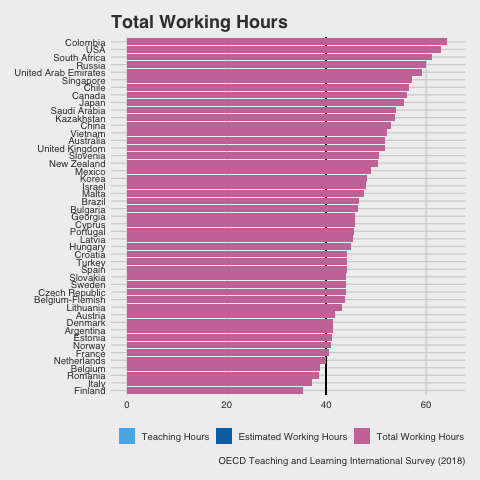 Total Working Hours
Colombia
USA
South Africa
Russia
United Arab Emirates
Singapore
Chile
Canada
Japan
Saudi Arabia
Kazakhstan
China
Vietnam
Australia
United Kingdom
Slovenia
New Zealand
Mexico
Korea
Israel
Malta
Brazil
Bulgaria
Georgia
Cyprus
Portugal
Latvia
Hungary
Croatia
Turkey
Spain
Slovakia
Sweden
Czech Republic
Belgium-Flemish
Lithuania
Austria
Denmark
Argentina
Estonia
Norway
France
Netherlands
Belgium
Romania
Italy
Finland
0 20 40 60
Teaching Hours Estimated Working Hours Total Working Hours
OECD Teaching and Learning International Survey (2018)